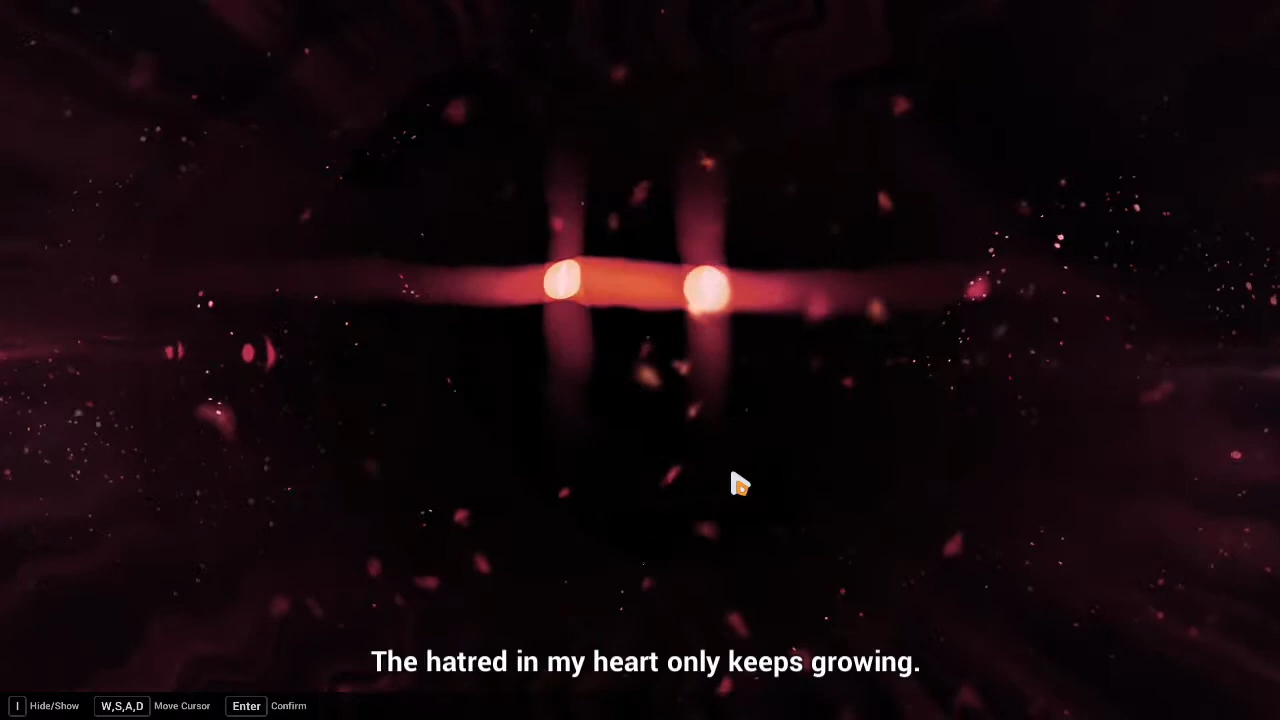 The hatred in my heart only keeps growing.
I Hide/Show W,S,A,D Move Cursor Enter Confirm